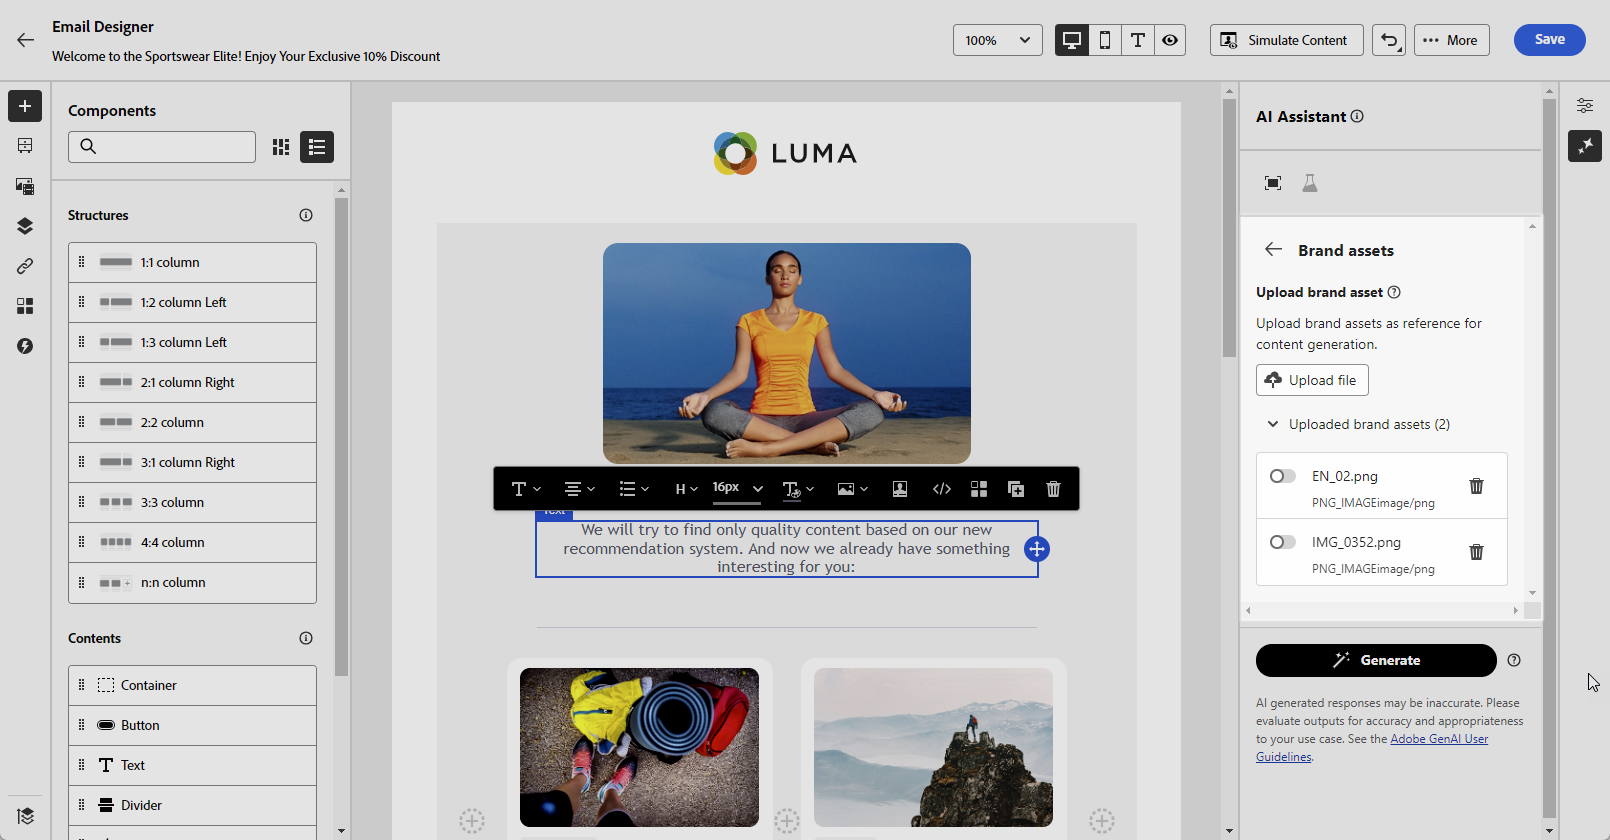 Email Designer
Welcome to the Sportswear Elite! Enjoy Your Exclusive 10% Discount
100%
Simulate Content
More
Save
Components
Structures
1:1 column
1:2 column Left
1:3 column Left
2:1 column Right
2:2 column
3:1 column Right
3:3 column
4:4 column
n:n column
Contents
Container
Button
Text
Divider
LUMA
H
16px
Text
We will try to find only quality content based on our new
recommendation system. And now we already have something
interesting for you:
AI Assistant
Brand assets
Upload brand asset
Upload brand assets as reference for
content generation.
Upload file
Uploaded brand assets (2)
EN_02.png
PNG_IMAGEimage/png
IMG_0352.png
PNG_IMAGEimage/png
Generate
AI generated responses may be inaccurate. Please
evaluate outputs for accuracy and appropriateness
to your use case. See the Adobe GenAI User
Guidelines.